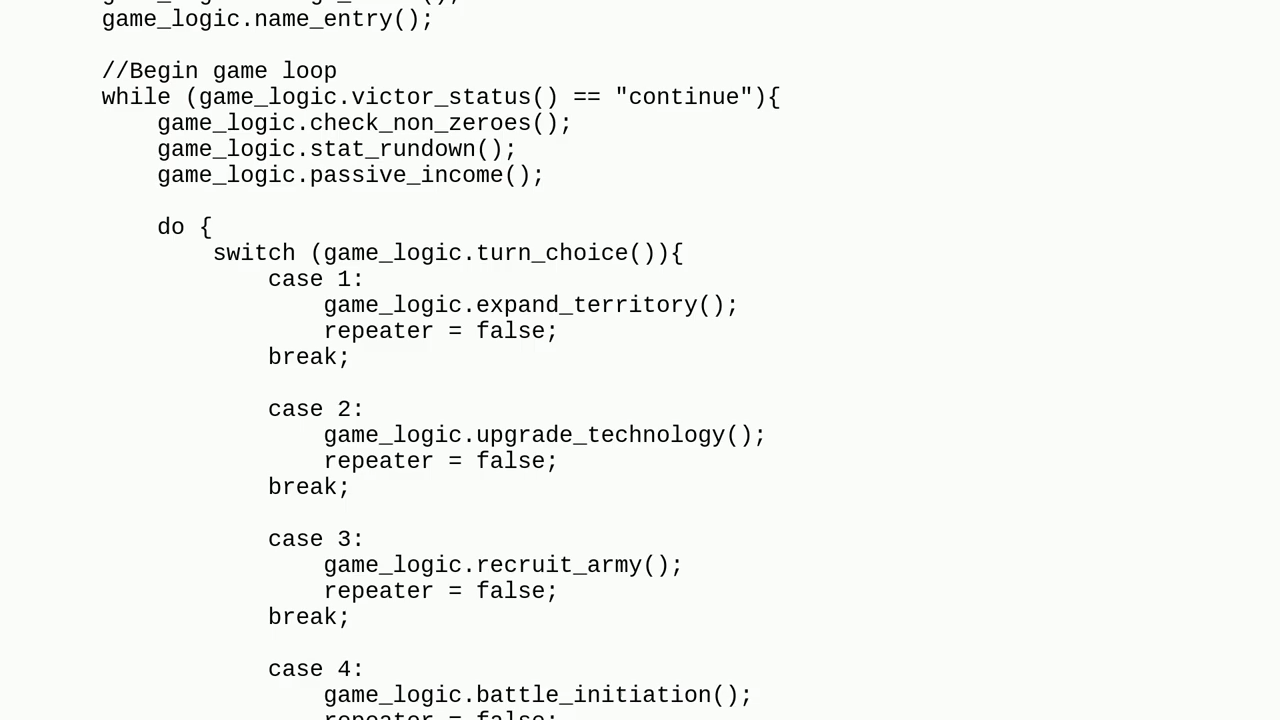 game_logic.name_entry();
//Begin game loop
while (game_logic.victor_status() == "continue"){
game_logic.check_non_zeroes();
game_logic.stat_rundown();
game_logic.passive_income();
do {
switch (game_logic.turn_choice()){
case 1:
game_logic.expand_territory();
repeater = false;
break;
case 2:
game_logic.upgrade_technology();
repeater = false;
break;
case 3:
game_logic.recruit_army();
repeater = false;
break;
case 4:
game_logic.battle_initiation();
repeater = false;